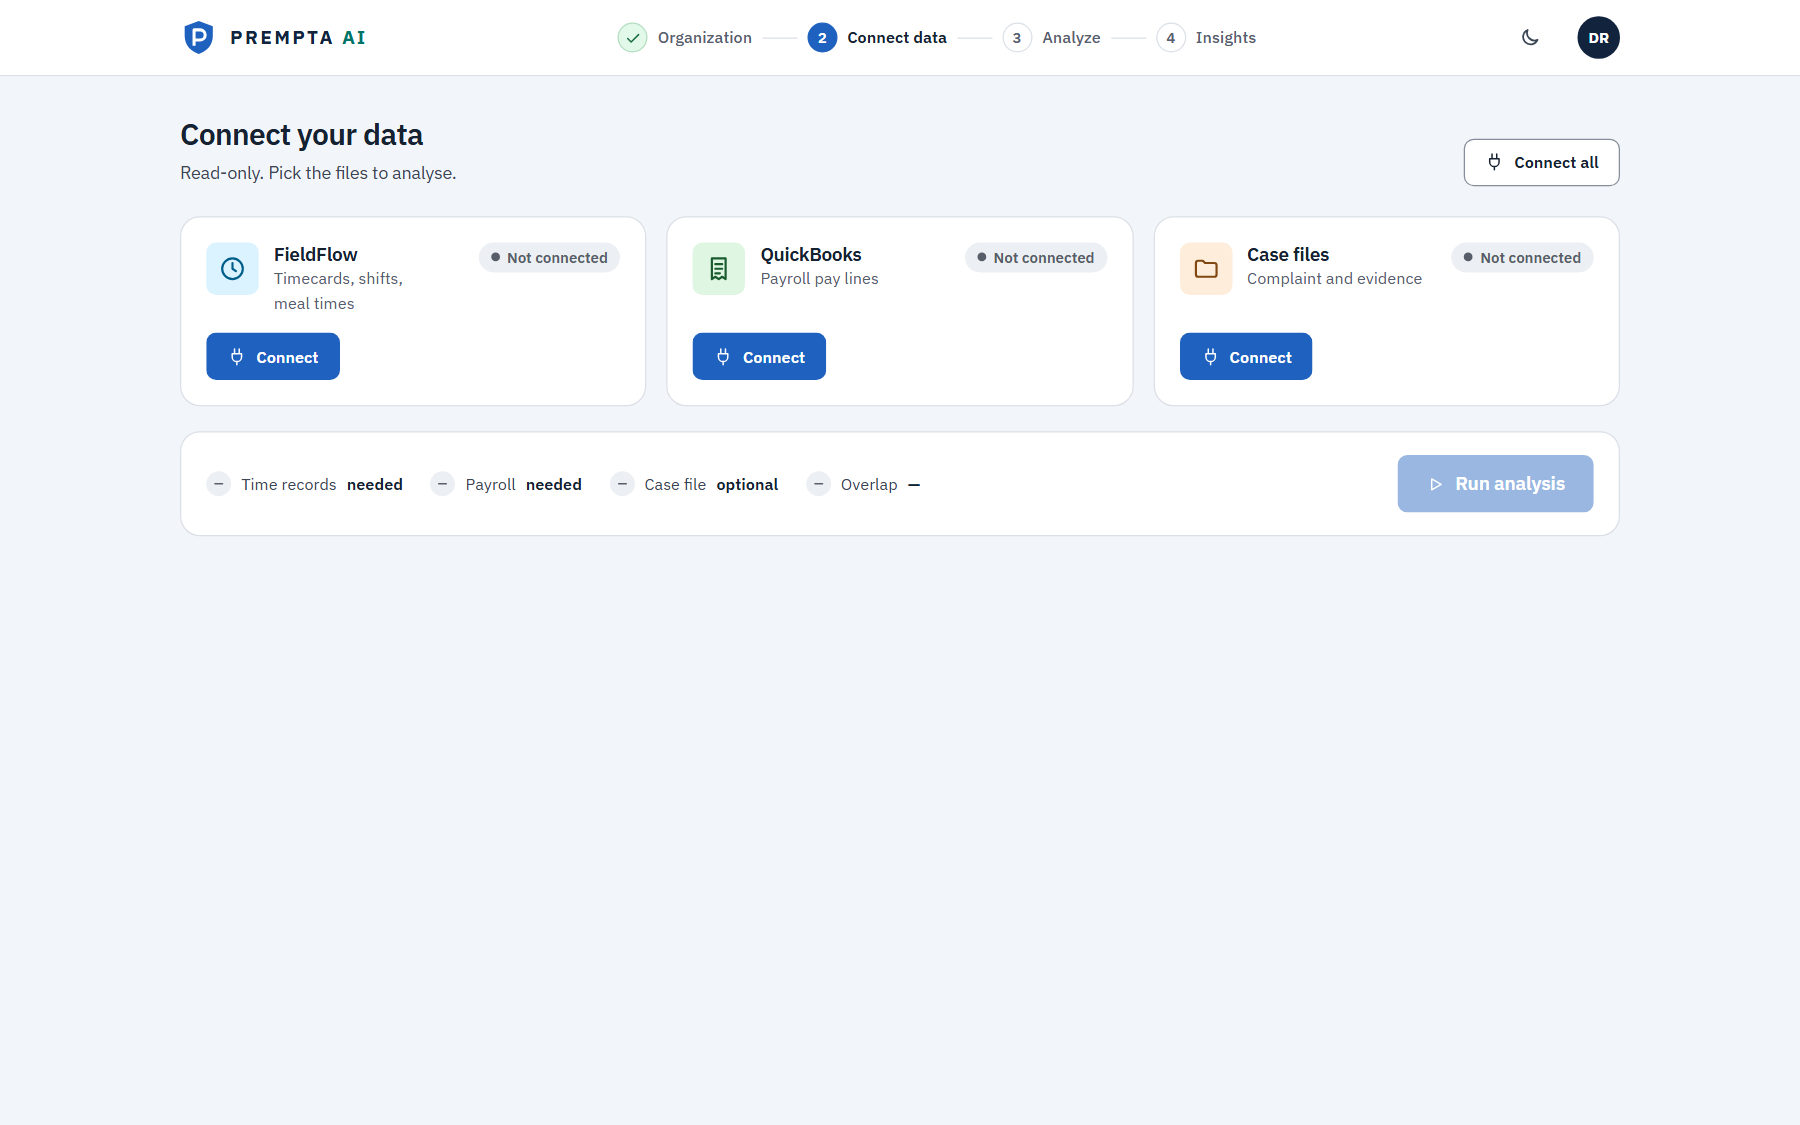 PREMPTA AI
Organization
2 Connect data
3 Analyze
4 Insights
DR
Connect your data
Read-only. Pick the files to analyse.
Connect all
FieldFlow
Timecards, shifts,
meal times
Not connected
Connect
QuickBooks
Payroll pay lines
Not connected
Connect
Case files
Complaint and evidence
Not connected
Connect
Time records needed
Payroll needed
Case file optional
Overlap —
Run analysis